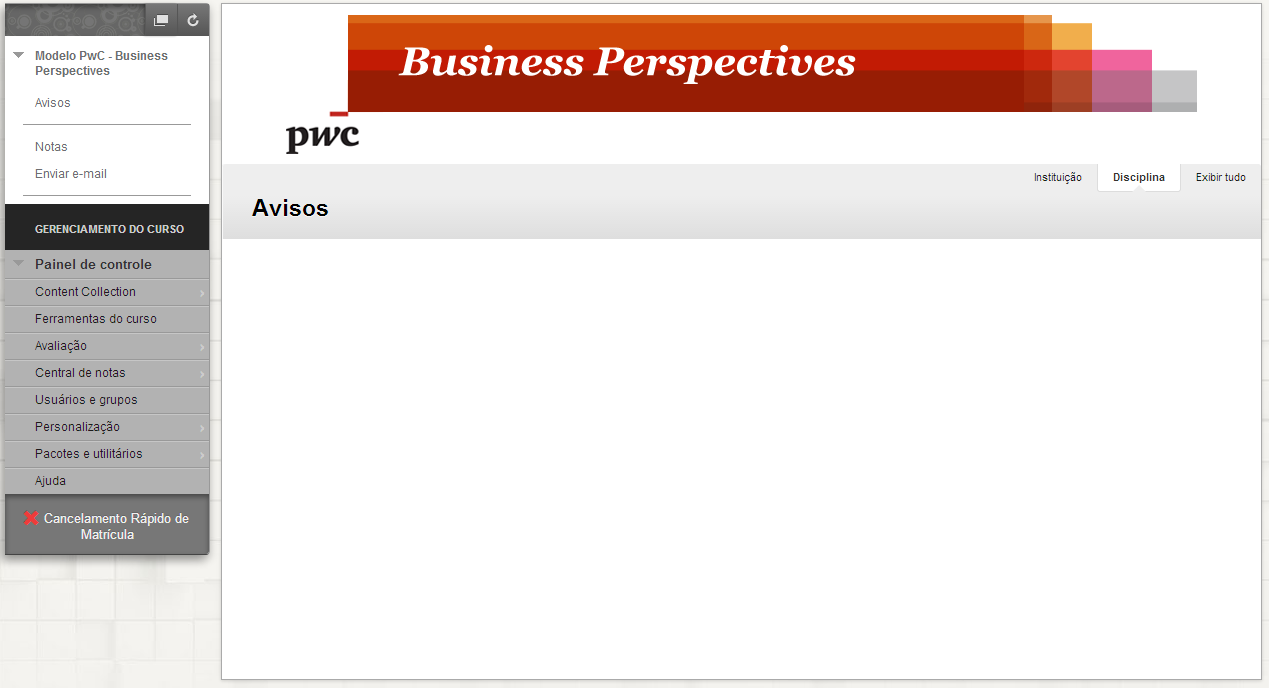 Modelo PwC - Business
Perspectives
Avisos
Notas
Enviar e-mail
GERENCIAMENTO DO CURSO
Painel de controle
Content Collection
Ferramentas do curso
Avaliação
Central de notas
Usuários e grupos
Personalização
Pacotes e utilitários
Ajuda
Cancelamento Rápido de
Matrícula
Business Perspectives
pwc
Instituição
Disciplina
Exibir tudo
Avisos